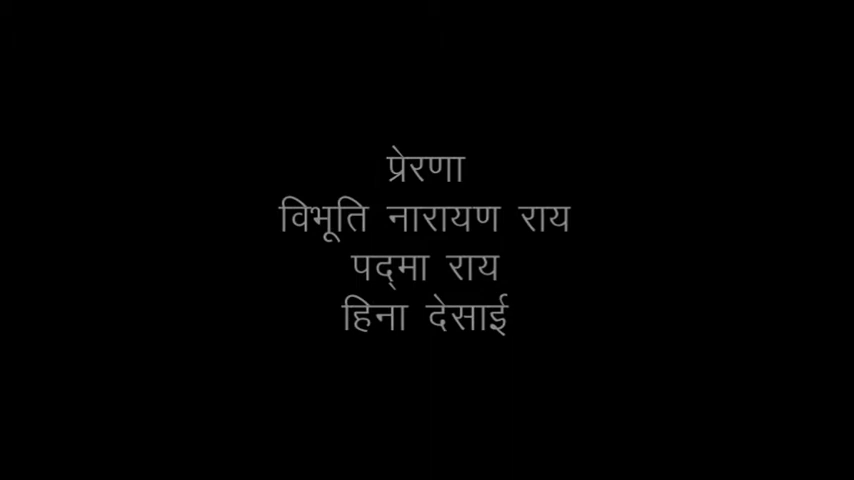 प्रेरणा
विभूति नारायण राय
पद्‌मा राय
हिना देसाई